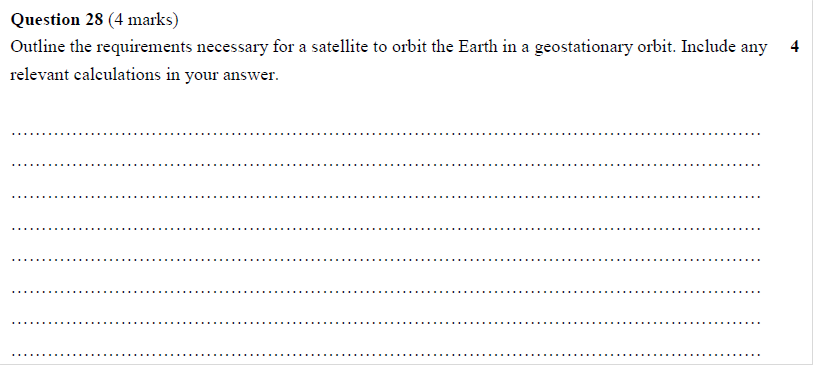 Question 28 (4 marks)
Outline the requirements necessary for a satellite to orbit the Earth in a geostationary orbit. Include any 4
relevant calculations in your answer.